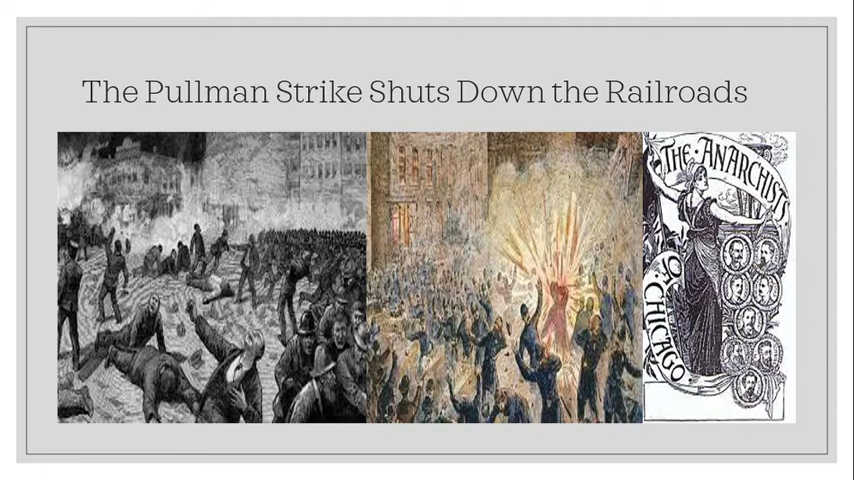 The Pullman Strike Shuts Down the Railroads
THE ANARCHISTS
OF CHICAGO